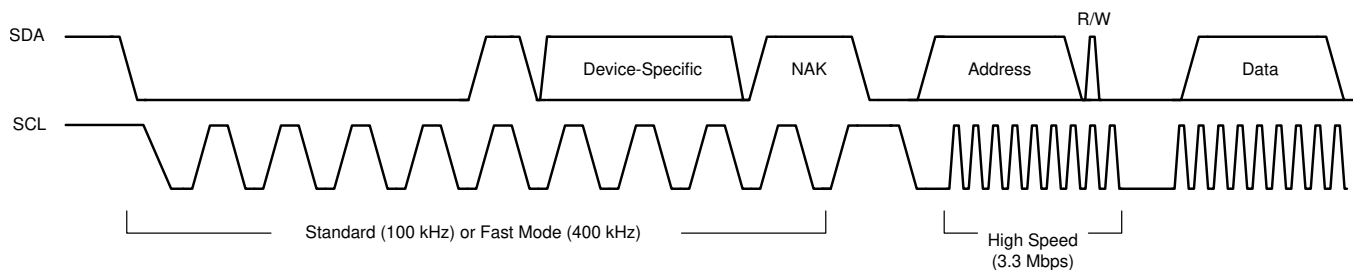 R/W
SDA
Device-Specific
NAK
Address
Data
SCL
Standard (100 kHz) or Fast Mode (400 kHz)
High Speed
(3.3 Mbps)